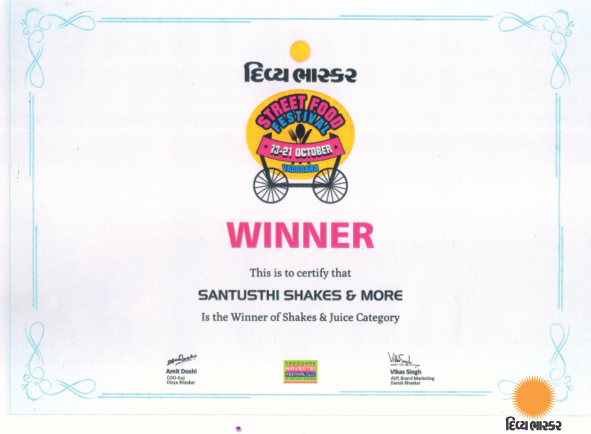 દિવ્ય ભાસ્કર
STREET FOOD
FESTIVAL
13-21 OCTOBER
VADODARA
WINNER
This is to certify that
SANTUSTHI SHAKES & MORE
Is the Winner of Shakes & Juice Category
Amit Doshi
COO-Guj
Divya Bhaskar
VADODARA
NAVRATRI
FESTIVAL
Vikas Singh
AVP, Brand Marketing
Dainik Bhaskar
દિવ્ય ભાસ્કર